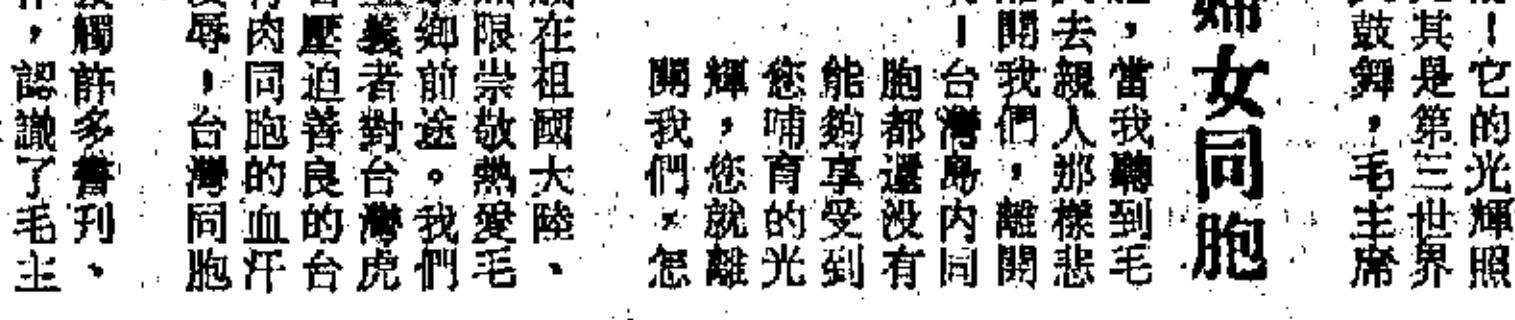 ！它的光輝照
其是第三世界
鼓舞，毛主席
婦女同胞
，當我聽到毛
去親人那樣悲
開我們，離開
！台灣島内同
胞都還没有
能夠享受到
您哺育的光
輝，您就離
開我們，怎
在祖國大陸、
限崇敬熱愛毛
鄉前途。我們
義者對台灣虎
壓迫善良的台
肉同胞的血汗
辱，台灣同胞
觸許多書刊、
，認識了毛主